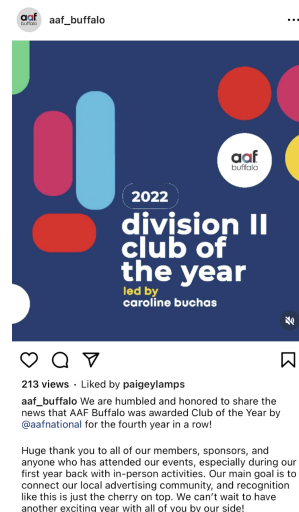 aaf
buffalo
aaf_buffalo
aaf
buffalo
2022
division II
club of
the year
led by
caroline buchas
213 views · Liked by paigeylamps
aaf_buffalo We are humbled and honored to share the
news that AAF Buffalo was awarded Club of the Year by
@aafnational for the fourth year in a row!
Huge thank you to all of our members, sponsors, and
anyone who has attended our events, especially during our
first year back with in-person activities. Our main goal is to
connect our local advertising community, and recognition
like this is just the cherry on top. We can't wait to have
another exciting year with all of you by our side!